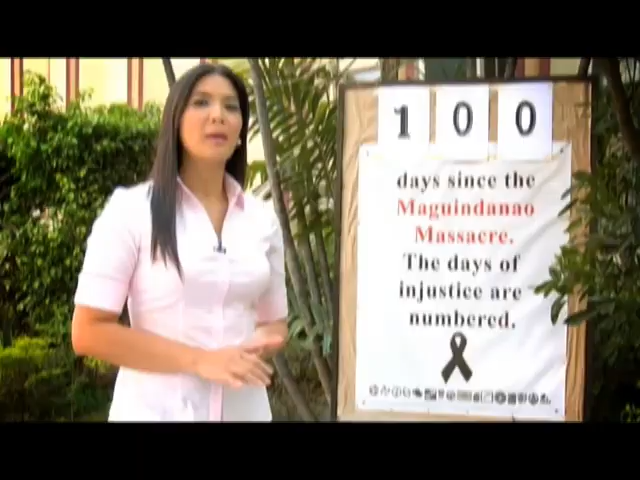 100
days since the
Maguindanao
Massacre.
The days of
injustice are
numbered.